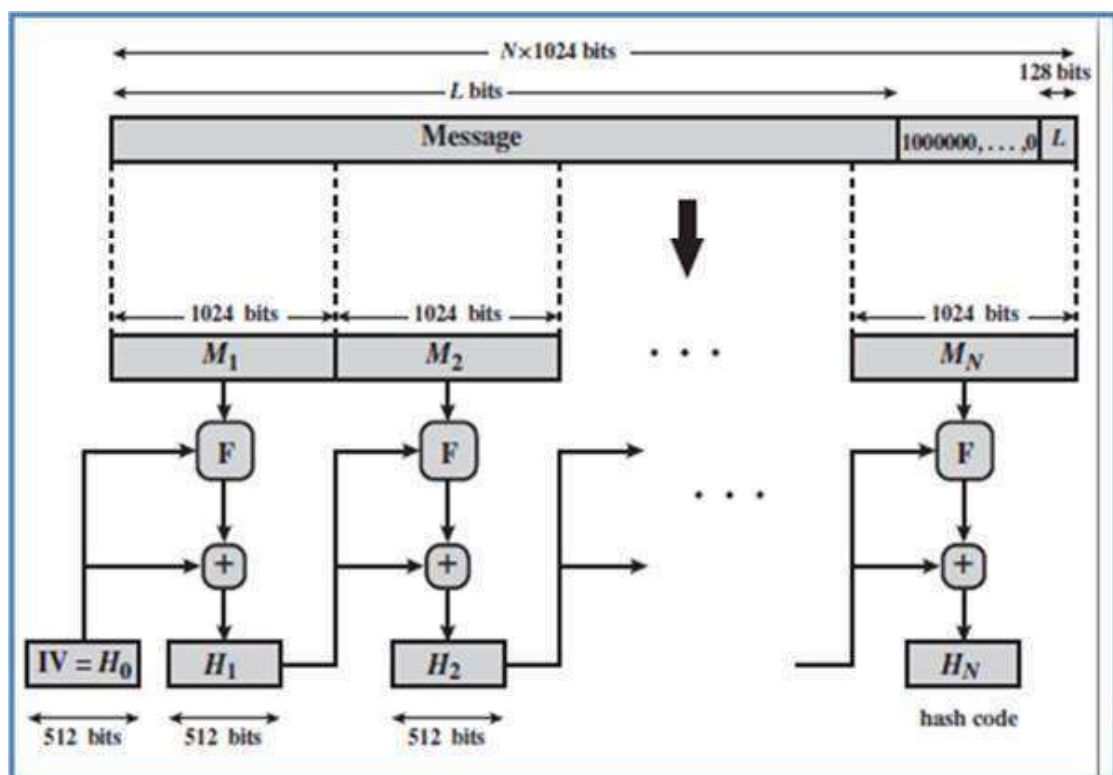 N×1024 bits
128 bits
L bits
Message
1000000, . . . ,0
L
1024 bits
1024 bits
1024 bits
M1
M2
. . .
MN
F
F
F
. . .
+
+
+
IV = H0
H1
H2
HN
hash code
512 bits
512 bits
512 bits